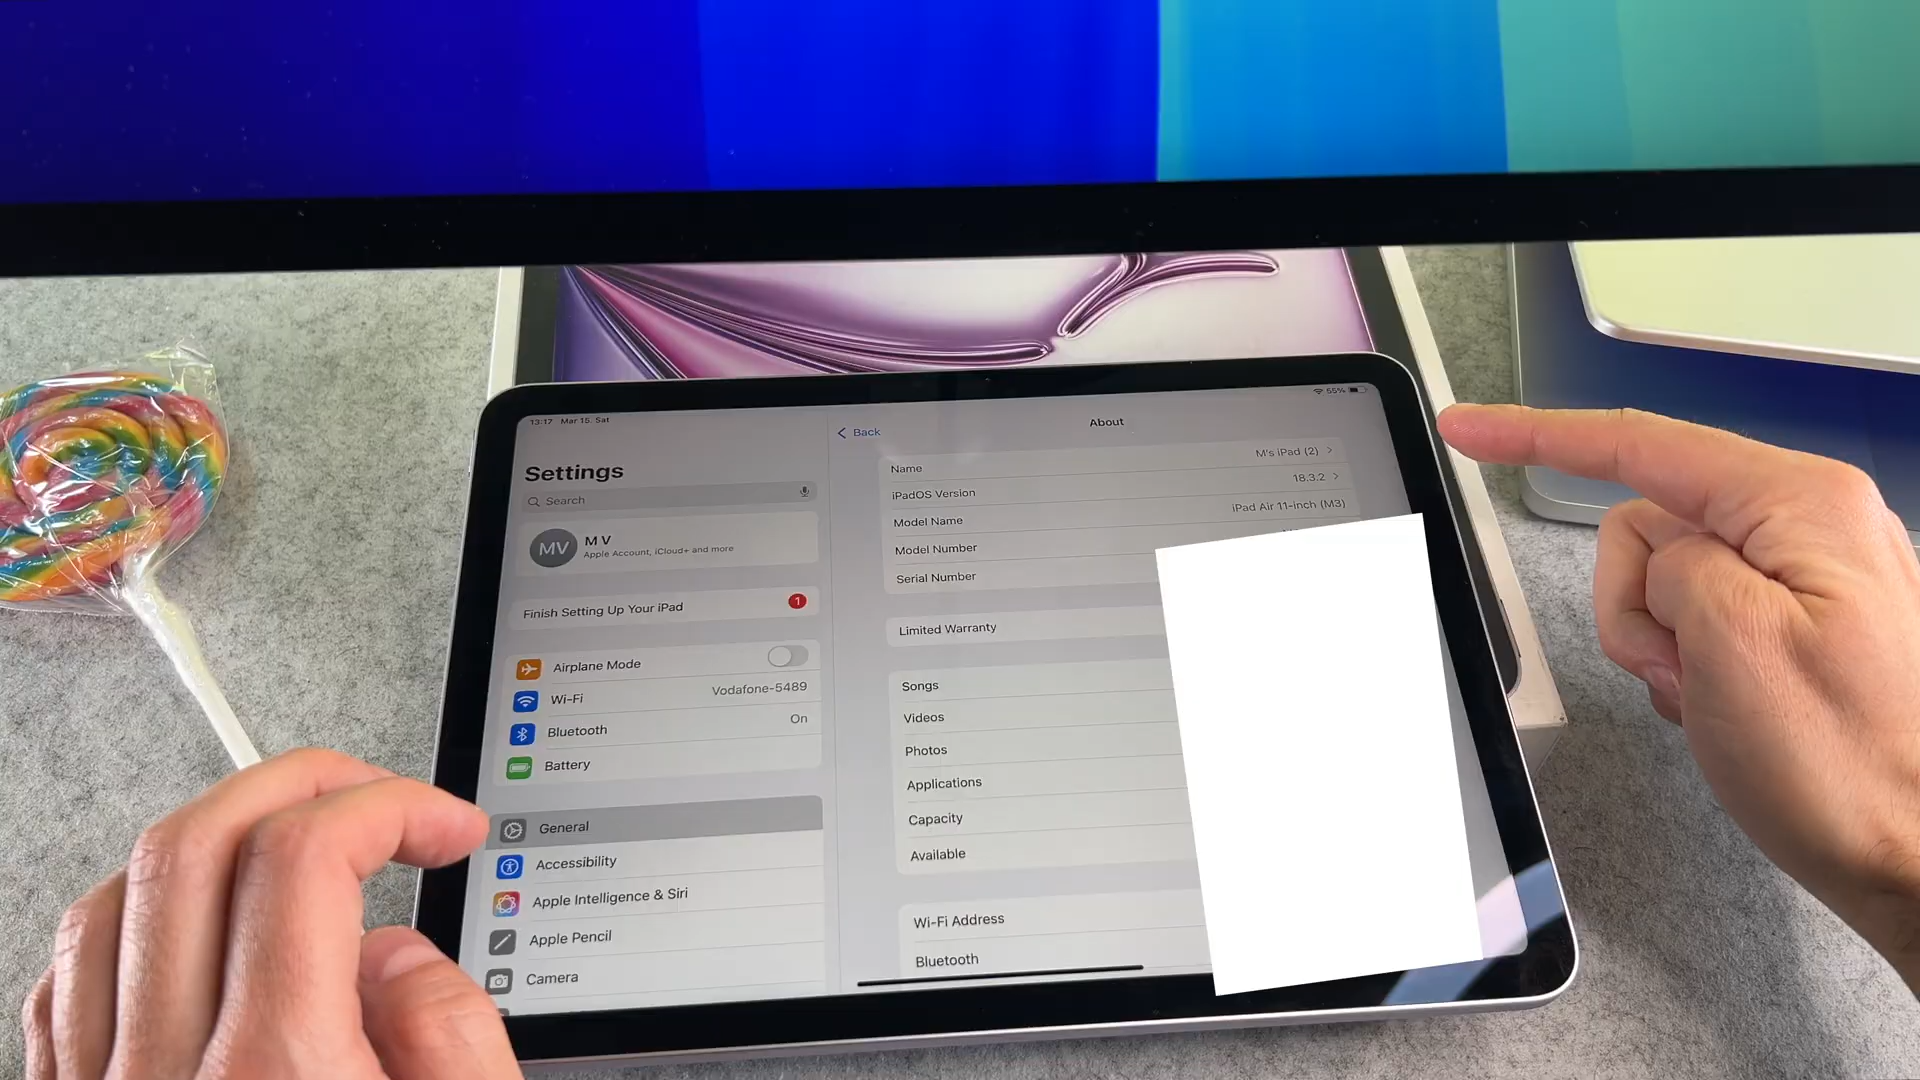 13:17 Mar 15. Sat
55%
Settings
Search
MV
M V
Apple Account, iCloud+ and more
Finish Setting Up Your iPad
1
Airplane Mode
Wi-Fi
Vodafone-5489
Bluetooth
On
Battery
General
Accessibility
Apple Intelligence & Siri
Apple Pencil
Camera
Back
About
Name
M's iPad (2)
iPadOS Version
18.3.2
Model Name
iPad Air 11-inch (M3)
Model Number
Serial Number
Limited Warranty
Songs
Videos
Photos
Applications
Capacity
Available
Wi-Fi Address
Bluetooth